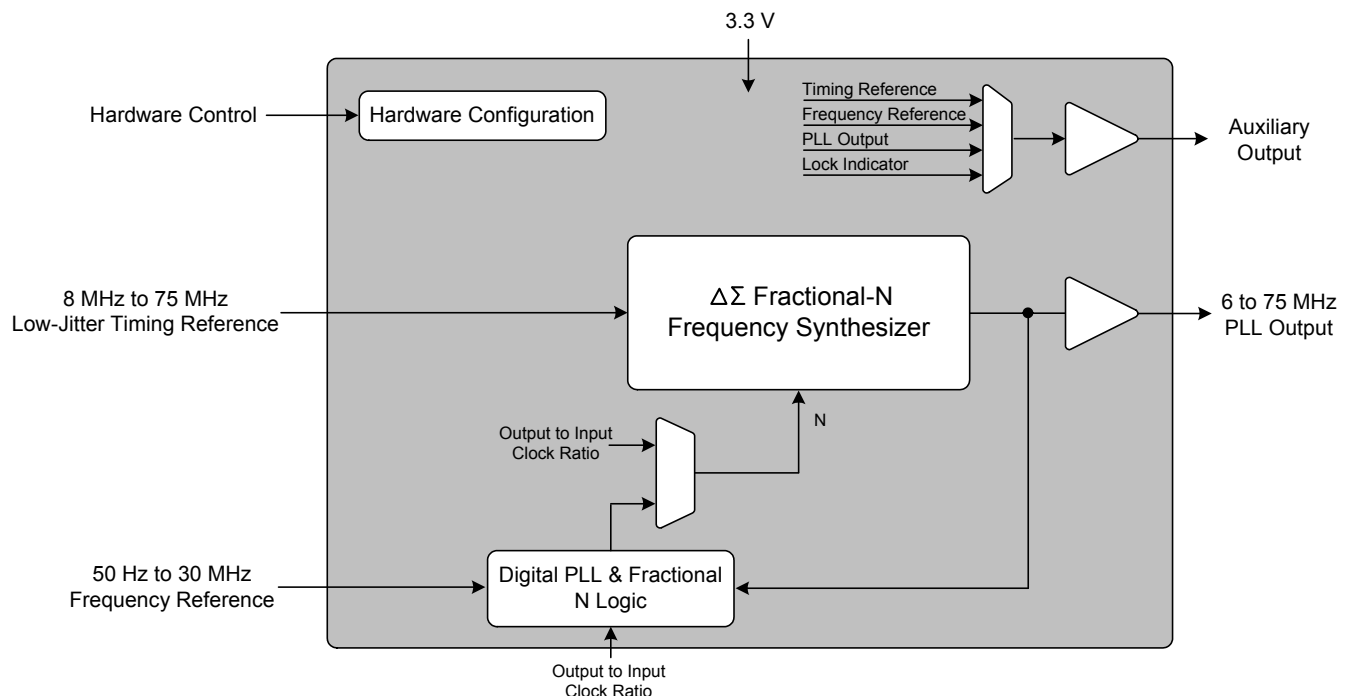 3.3 V
Hardware Control
Hardware Configuration
Timing Reference
Frequency Reference
PLL Output
Lock Indicator
Auxiliary
Output
8 MHz to 75 MHz
Low-Jitter Timing Reference
ΔΣ Fractional-N
Frequency Synthesizer
6 to 75 MHz
PLL Output
N
Output to Input
Clock Ratio
50 Hz to 30 MHz
Frequency Reference
Digital PLL & Fractional
N Logic
Output to Input
Clock Ratio